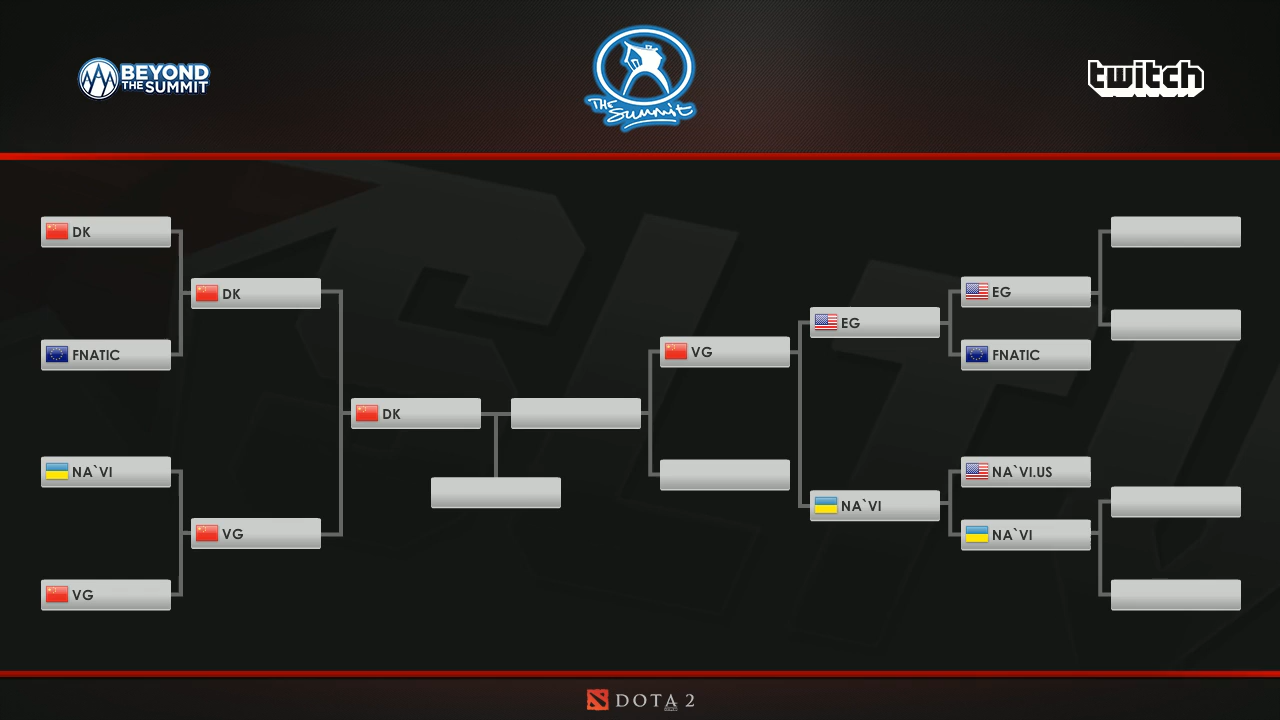 BEYOND
THE SUMMIT
THE
Summit
twitch
DK
DK
FNATIC
NA`VI
VG
VG
DK
VG
EG
NA`VI
EG
FNATIC
NA`VI.US
NA`VI
DOTA 2